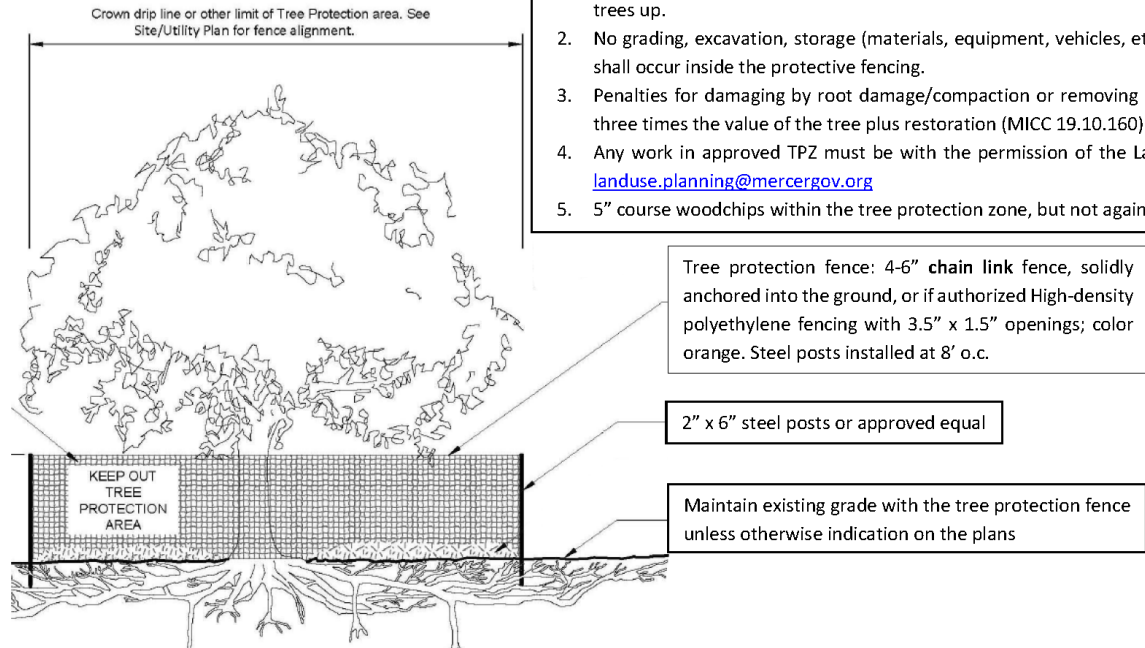 Crown drip line or other limit of Tree Protection area. See
Site/Utility Plan for fence alignment.
trees up.
2. No grading, excavation, storage (materials, equipment, vehicles, et
shall occur inside the protective fencing.
3. Penalties for damaging by root damage/compaction or removing
three times the value of the tree plus restoration (MICC 19.10.160)
4. Any work in approved TPZ must be with the permission of the La
landuse.planning@mercergov.org
5. 5” course woodchips within the tree protection zone, but not again
Tree protection fence: 4-6” chain link fence, solidly
anchored into the ground, or if authorized High-density
polyethylene fencing with 3.5” x 1.5” openings; color
orange. Steel posts installed at 8’ o.c.
2” x 6” steel posts or approved equal
KEEP OUT
TREE
PROTECTION
AREA
Maintain existing grade with the tree protection fence
unless otherwise indication on the plans